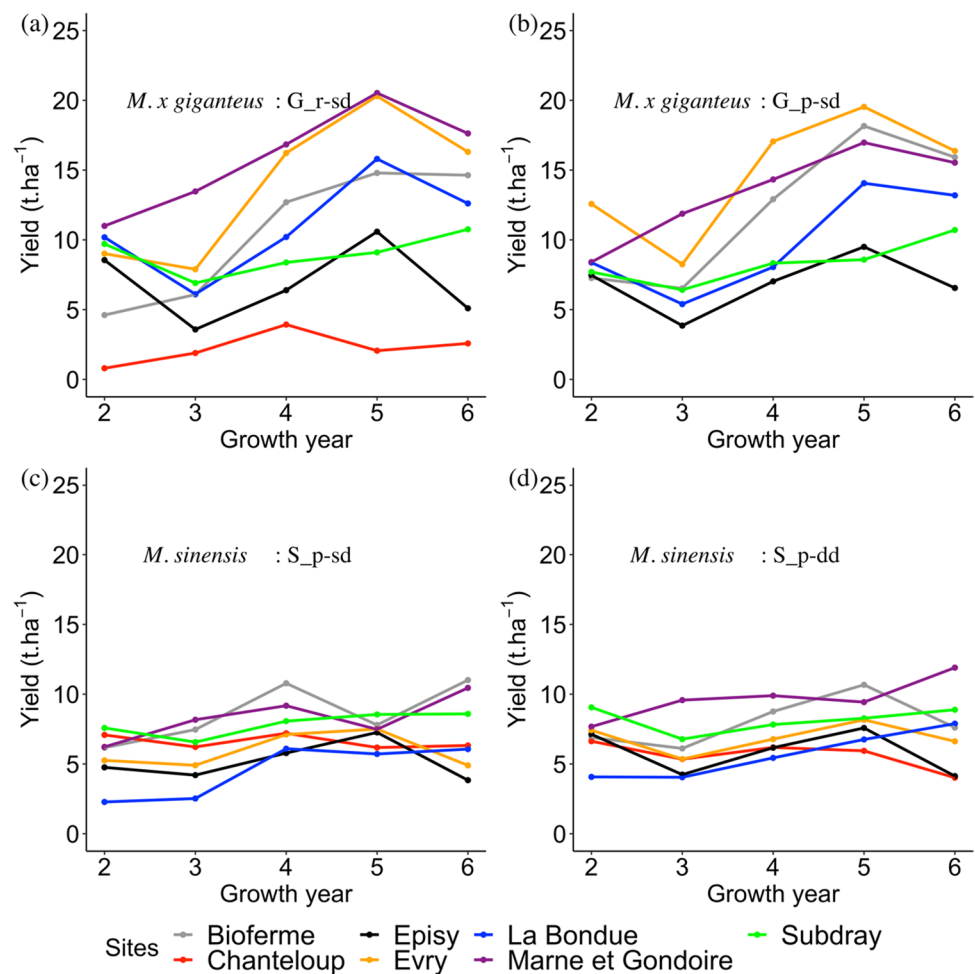 (a)
25
20
15
10
5
0
Yield (t.ha⁻¹)
M. x giganteus : G_r-sd
2 3 4 5 6
Growth year
(b)
25
20
15
10
5
0
Yield (t.ha⁻¹)
M. x giganteus : G_p-sd
2 3 4 5 6
Growth year
(c)
25
20
15
10
5
0
Yield (t.ha⁻¹)
M. sinensis : S_p-sd
2 3 4 5 6
Growth year
(d)
25
20
15
10
5
0
Yield (t.ha⁻¹)
M. sinensis : S_p-dd
2 3 4 5 6
Growth year
Sites
Bioferme Episy La Bondue Subdray
Chanteloup Evry Marne et Gondoire